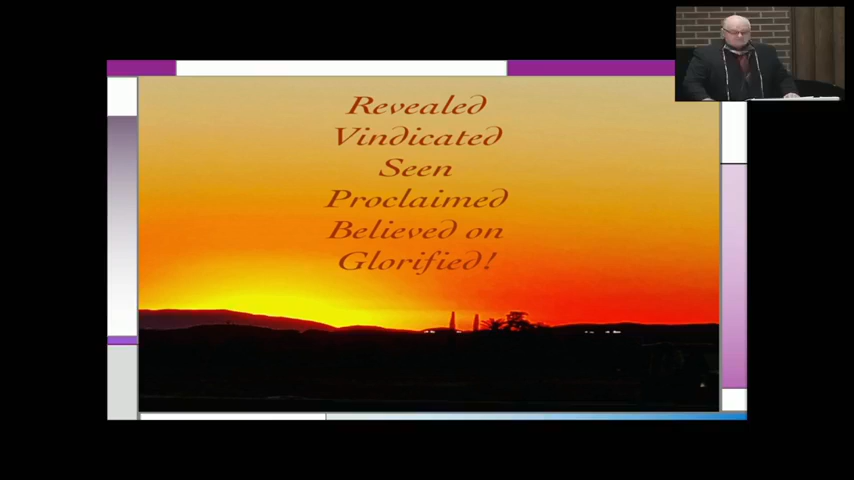 Revealed
Vindicated
Seen
Proclaimed
Believed on
Glorified!